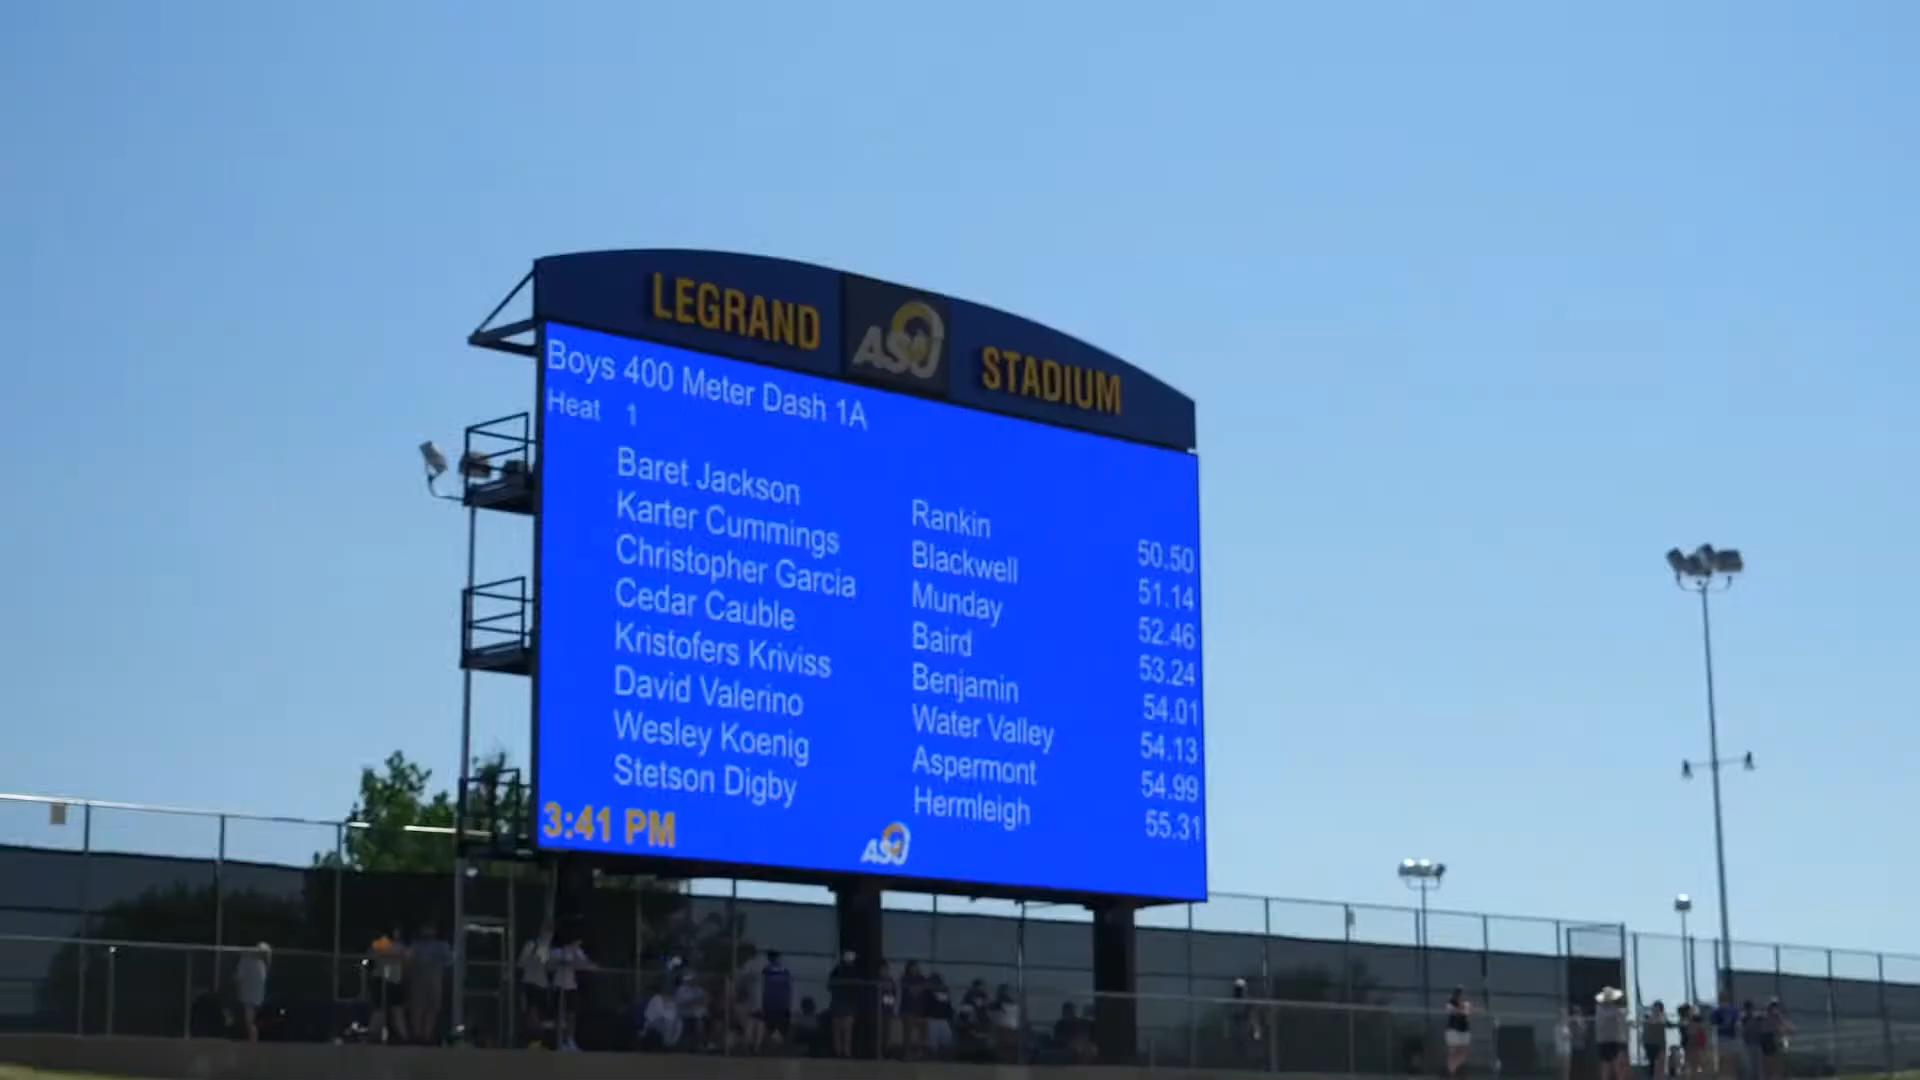 LEGRAND ASU STADIUM
Boys 400 Meter Dash 1A
Heat 1
Baret Jackson Rankin 50.50
Karter Cummings Blackwell 51.14
Christopher Garcia Munday 52.46
Cedar Cauble Baird 53.24
Kristofers Kriviss Benjamin 54.01
David Valerino Water Valley 54.13
Wesley Koenig Aspermont 54.99
Stetson Digby Hermleigh 55.31
3:41 PM ASU